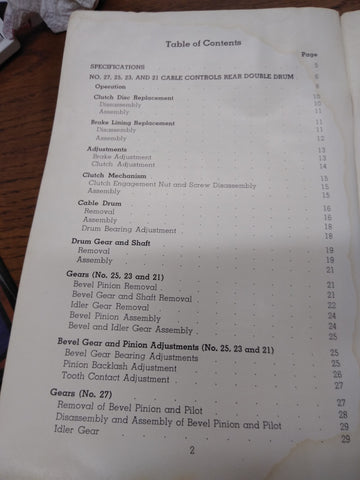 Table of Contents
Page
SPECIFICATIONS 5
NO. 27, 25, 23, AND 21 CABLE CONTROLS REAR DOUBLE DRUM 6
Operation 8
Clutch Disc Replacement 10
Disassembly 10
Assembly 11
Brake Lining Replacement 11
Disassembly 11
Assembly 12
Adjustments 13
Brake Adjustment 13
Clutch Adjustment 14
Clutch Mechanism 15
Clutch Engagement Nut and Screw Disassembly 15
Assembly 15
Cable Drum 16
Removal 16
Assembly 18
Drum Bearing Adjustment 18
Drum Gear and Shaft 19
Removal 19
Assembly 21
Gears (No. 25, 23 and 21) 21
Bevel Pinion Removal 21
Bevel Gear and Shaft Removal 22
Idler Gear Removal 24
Bevel Pinion Assembly 24
Bevel and Idler Gear Assembly 25
Bevel Gear and Pinion Adjustments (No. 25, 23 and 21) 25
Bevel Gear Bearing Adjustments 25
Pinion Backlash Adjustment 26
Tooth Contact Adjustment 27
Gears (No. 27) 27
Removal of Bevel Pinion and Pilot 28
Disassembly and Assembly of Bevel Pinion and Pilot 29
Idler Gear 29
2